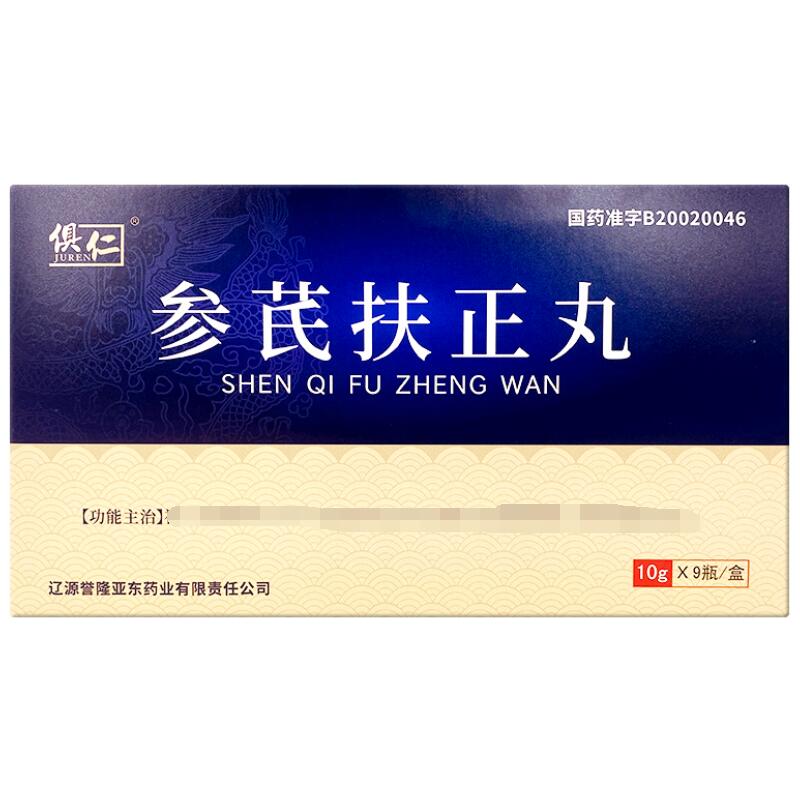 俱仁®
JUREN
国药准字B20020046
参芪扶正丸
SHEN QI FU ZHENG WAN
【功能主治】
10g X 9瓶/盒
辽源誉隆亚东药业有限责任公司